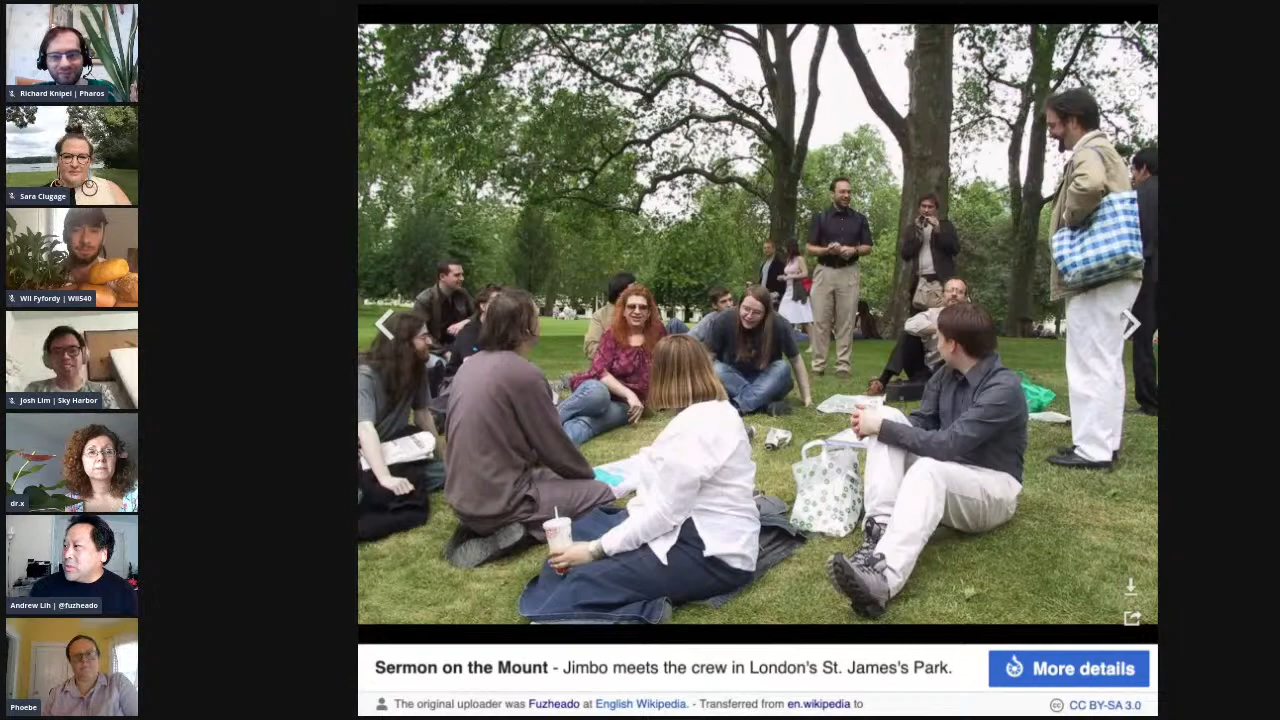 Richard Knipel | Pharos
Sara Clugage
Wil Fyfordy | Wil540
Josh Lim | Sky Harbor
dr.x
Andrew Lih | @fuzheado
Phoebe
Sermon on the Mount - Jimbo meets the crew in London's St. James's Park.
More details
The original uploader was Fuzheado at English Wikipedia. - Transferred from en.wikipedia to
CC BY-SA 3.0